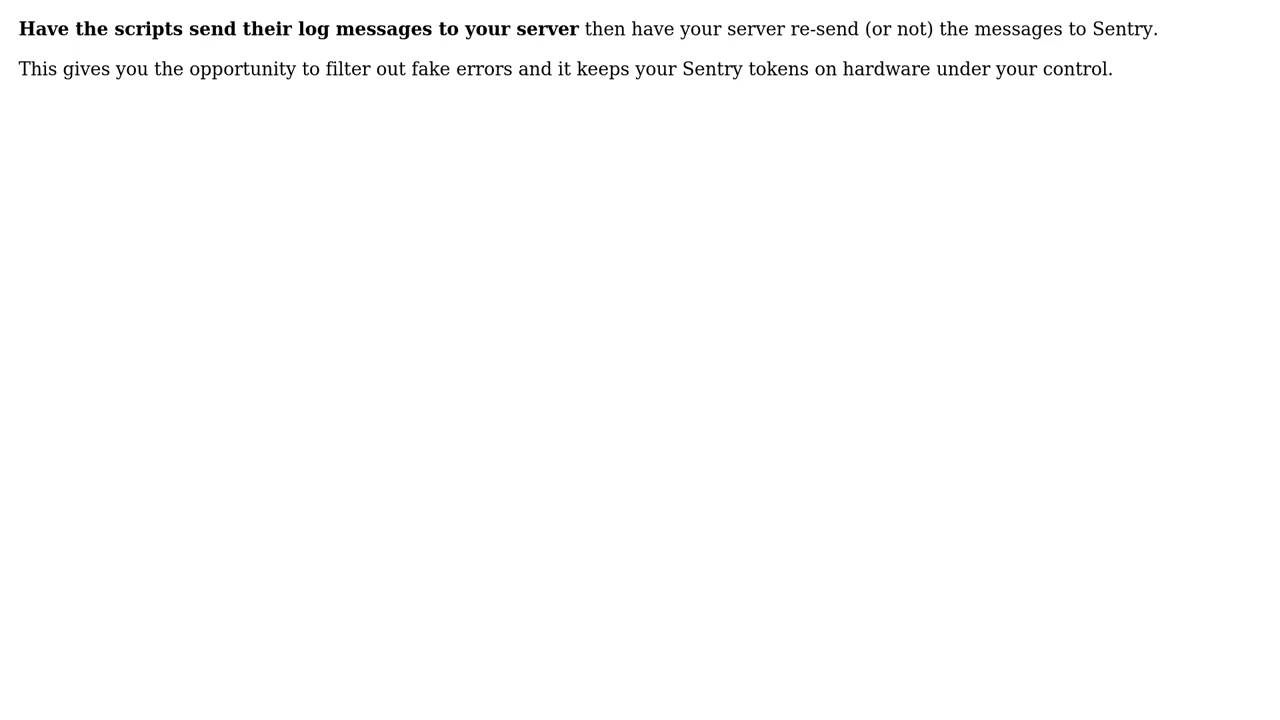 Have the scripts send their log messages to your server then have your server re-send (or not) the messages to Sentry.
This gives you the opportunity to filter out fake errors and it keeps your Sentry tokens on hardware under your control.